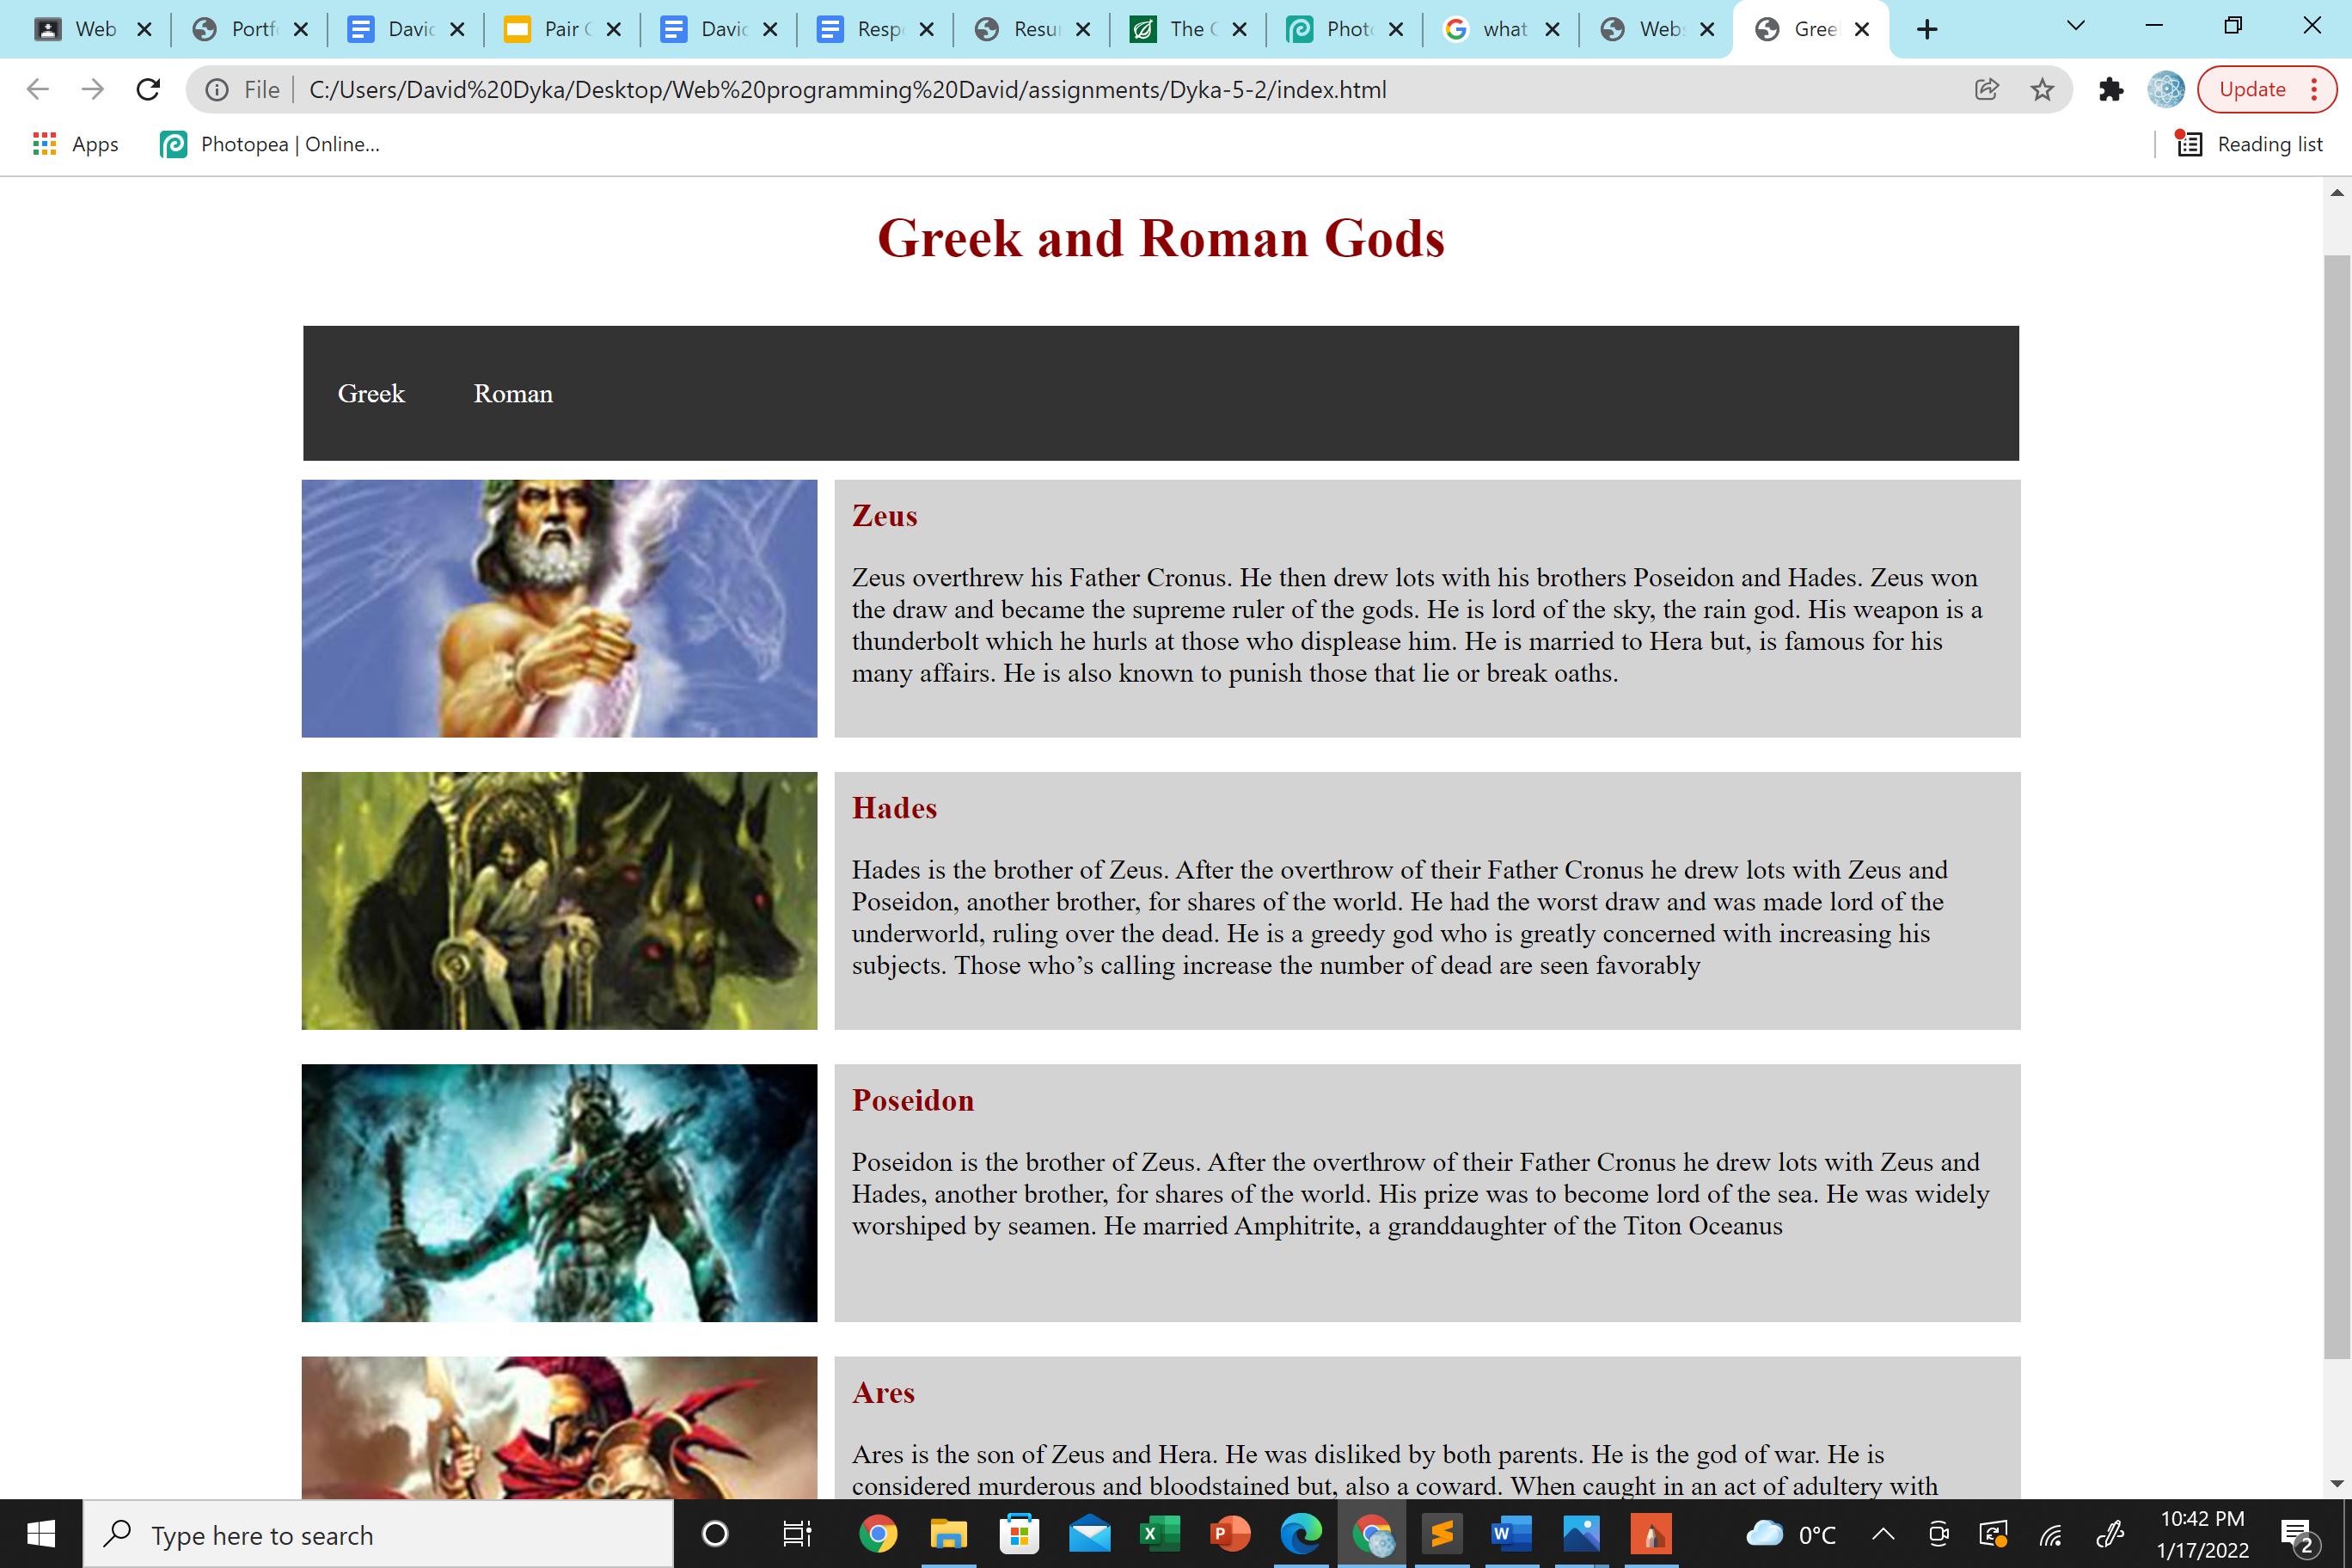 Web
Portf
David
Pair C
David
Resp
Resu
The C
Photo
what
Webs
Gree
File
C:/Users/David%20Dyka/Desktop/Web%20programming%20David/assignments/Dyka-5-2/index.html
Update
Apps
Photopea | Online...
Reading list
Greek and Roman Gods
Greek
Roman
Zeus
Zeus overthrew his Father Cronus. He then drew lots with his brothers Poseidon and Hades. Zeus won
the draw and became the supreme ruler of the gods. He is lord of the sky, the rain god. His weapon is a
thunderbolt which he hurls at those who displease him. He is married to Hera but, is famous for his
many affairs. He is also known to punish those that lie or break oaths.
Hades
Hades is the brother of Zeus. After the overthrow of their Father Cronus he drew lots with Zeus and
Poseidon, another brother, for shares of the world. He had the worst draw and was made lord of the
underworld, ruling over the dead. He is a greedy god who is greatly concerned with increasing his
subjects. Those who’s calling increase the number of dead are seen favorably
Poseidon
Poseidon is the brother of Zeus. After the overthrow of their Father Cronus he drew lots with Zeus and
Hades, another brother, for shares of the world. His prize was to become lord of the sea. He was widely
worshiped by seamen. He married Amphitrite, a granddaughter of the Titon Oceanus
Ares
Ares is the son of Zeus and Hera. He was disliked by both parents. He is the god of war. He is
considered murderous and bloodstained but, also a coward. When caught in an act of adultery with
Type here to search
0°C
10:42 PM
1/17/2022
2